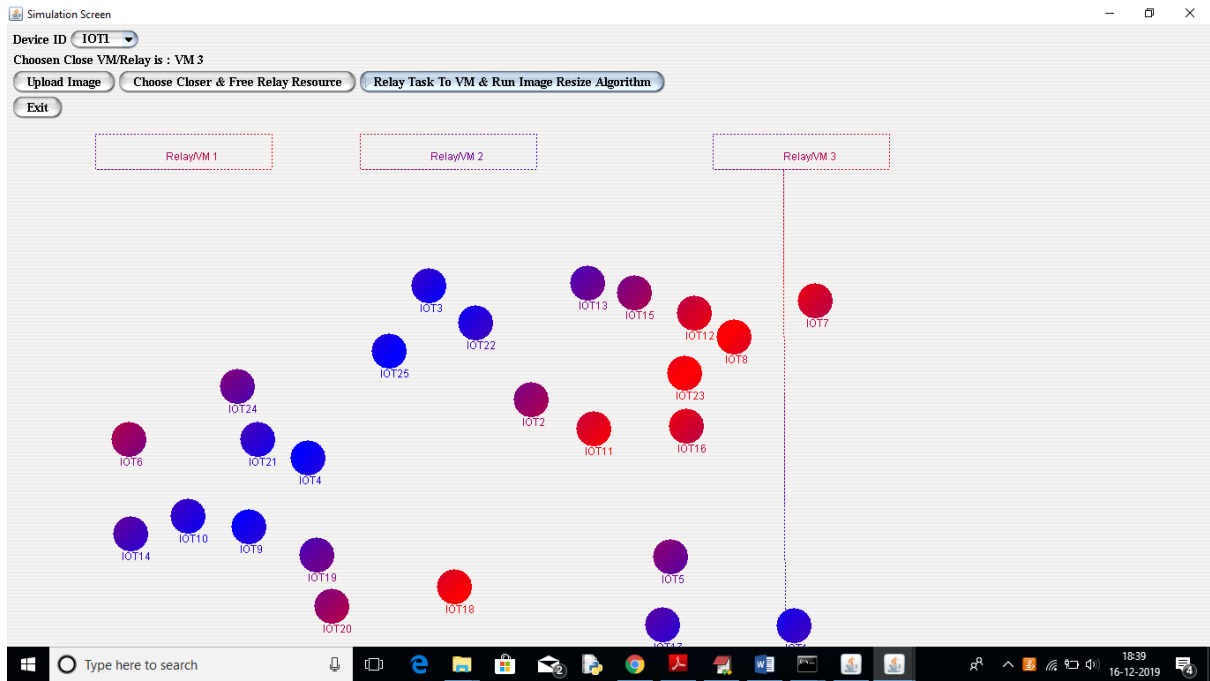 Simulation Screen
Device ID IOT1
Choosen Close VM/Relay is : VM 3
Upload Image Choose Closer & Free Relay Resource Relay Task To VM & Run Image Resize Algorithm
Exit
Relay/VM 1 Relay/VM 2 Relay/VM 3
IOT3 IOT13 IOT15 IOT7
IOT22 IOT12 IOT8
IOT25 IOT23
IOT24 IOT2 IOT11 IOT16
IOT6 IOT21 IOT4
IOT14 IOT10 IOT9
IOT19 IOT18 IOT5
IOT20
IOT17
Type here to search
2
18:39
16-12-2019
4